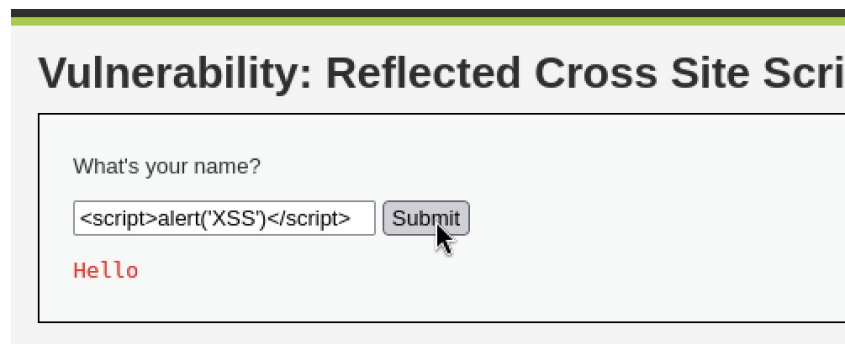 Vulnerability: Reflected Cross Site Scri
What's your name?
<script>alert('XSS')</script> Submit
Hello